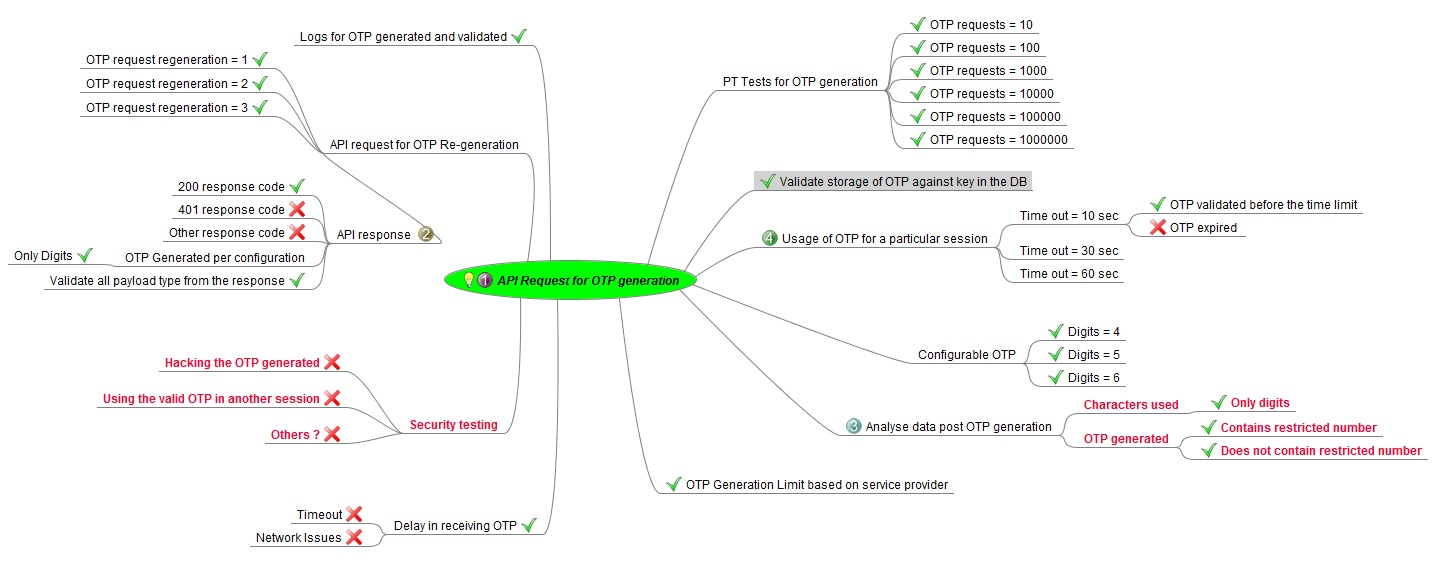 Logs for OTP generated and validated
OTP request regeneration = 1
OTP request regeneration = 2
OTP request regeneration = 3
API request for OTP Re-generation
200 response code
401 response code
Other response code
API response 2
Only Digits
OTP Generated per configuration
Validate all payload type from the response
1 API Request for OTP generation
Hacking the OTP generated
Using the valid OTP in another session
Others ?
Security testing
Timeout
Network Issues
Delay in receiving OTP
PT Tests for OTP generation
OTP requests = 10
OTP requests = 100
OTP requests = 1000
OTP requests = 10000
OTP requests = 100000
OTP requests = 1000000
Validate storage of OTP against key in the DB
4 Usage of OTP for a particular session
Time out = 10 sec
OTP validated before the time limit
OTP expired
Time out = 30 sec
Time out = 60 sec
Configurable OTP
Digits = 4
Digits = 5
Digits = 6
3 Analyse data post OTP generation
Characters used
Only digits
OTP generated
Contains restricted number
Does not contain restricted number
OTP Generation Limit based on service provider